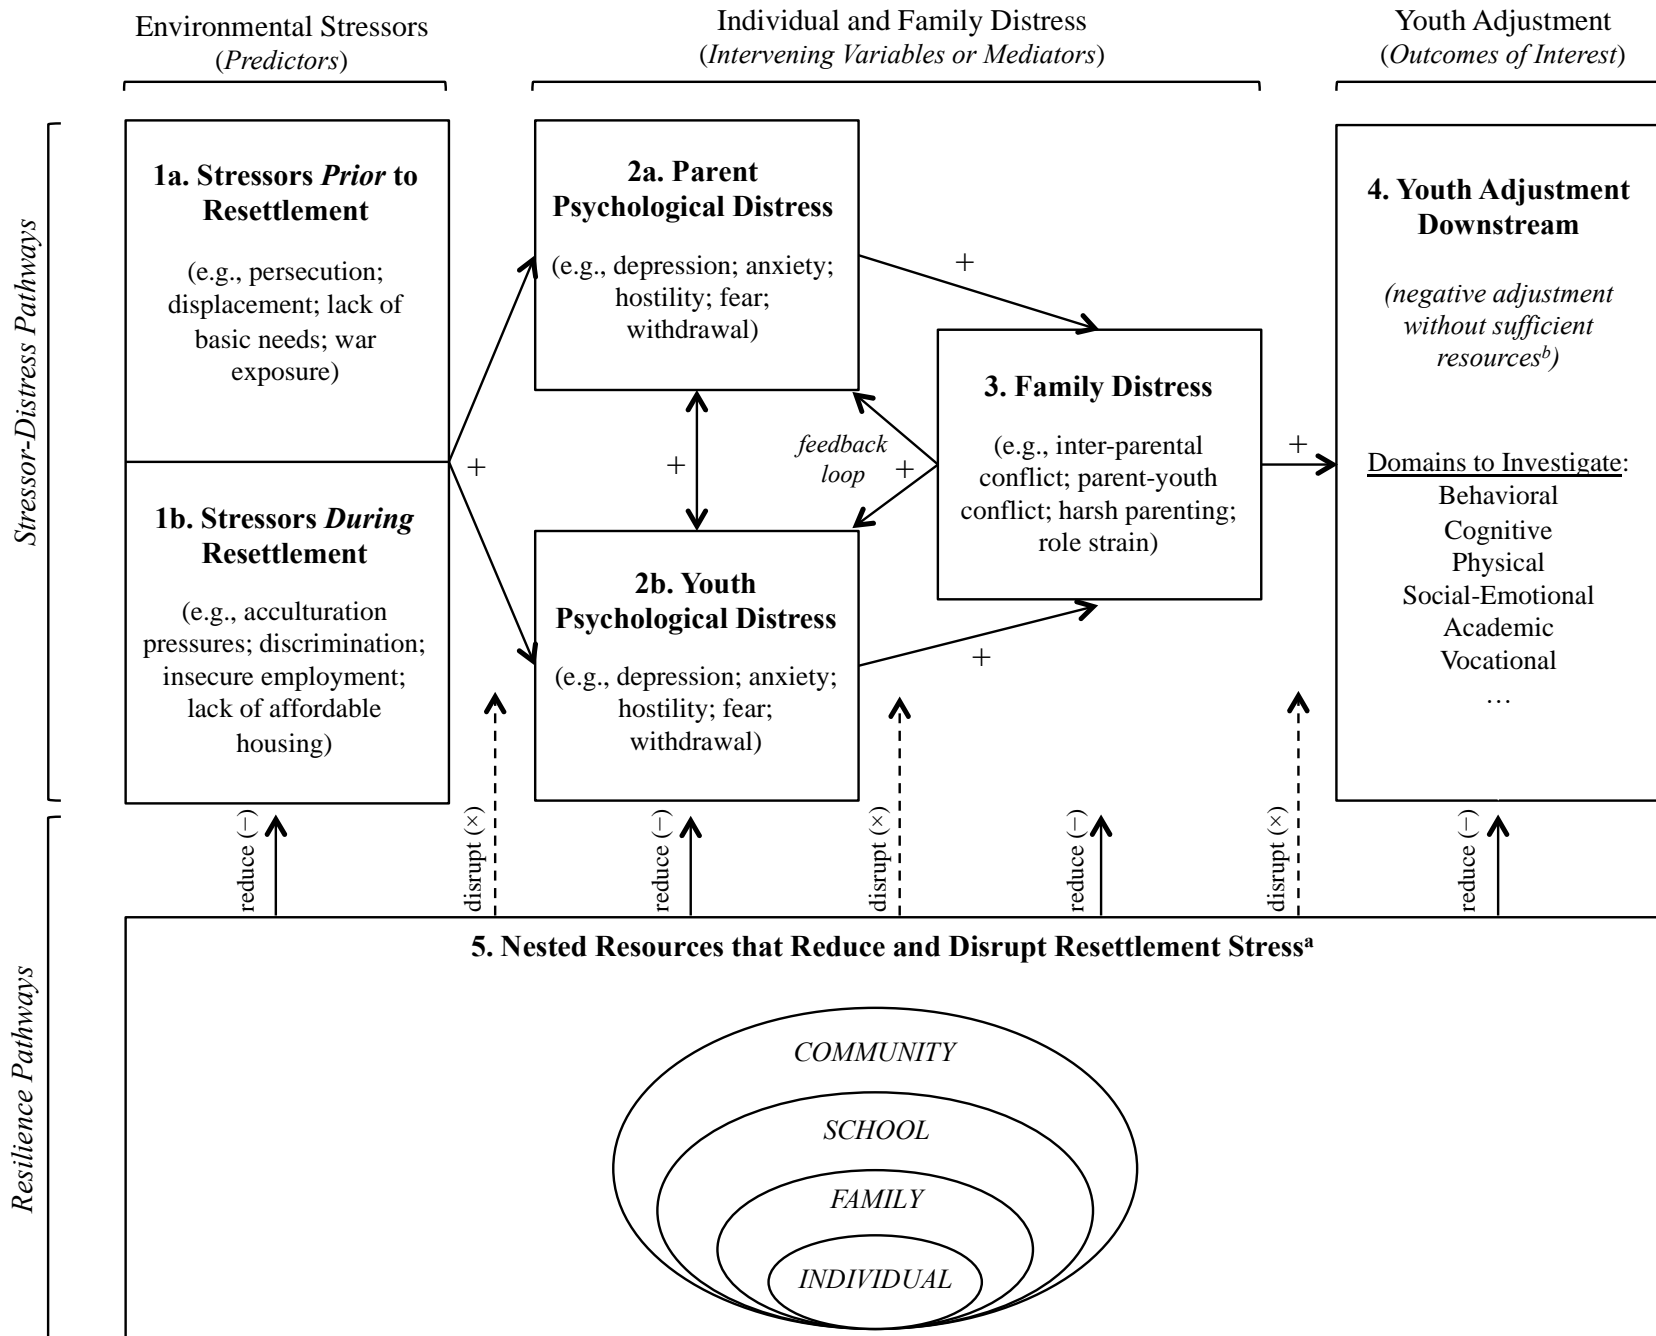 Environmental Stressors
(Predictors)
Individual and Family Distress
(Intervening Variables or Mediators)
Youth Adjustment
(Outcomes of Interest)
Stressor-Distress Pathways
1a. Stressors Prior to
Resettlement
(e.g., persecution;
displacement; lack of
basic needs; war
exposure)
1b. Stressors During
Resettlement
(e.g., acculturation
pressures; discrimination;
insecure employment;
lack of affordable
housing)
+
2a. Parent
Psychological Distress
(e.g., depression; anxiety;
hostility; fear;
withdrawal)
+
2b. Youth
Psychological Distress
(e.g., depression; anxiety;
hostility; fear;
withdrawal)
+
feedback
loop
+
+
3. Family Distress
(e.g., inter-parental
conflict; parent-youth
conflict; harsh parenting;
role strain)
+
4. Youth Adjustment
Downstream
(negative adjustment
without sufficient
resourcesᵇ)
Domains to Investigate:
Behavioral
Cognitive
Physical
Social-Emotional
Academic
Vocational
…
reduce (−)
disrupt (×)
reduce (−)
disrupt (×)
reduce (−)
disrupt (×)
reduce (−)
Resilience Pathways
5. Nested Resources that Reduce and Disrupt Resettlement Stressᵃ
COMMUNITY
SCHOOL
FAMILY
INDIVIDUAL